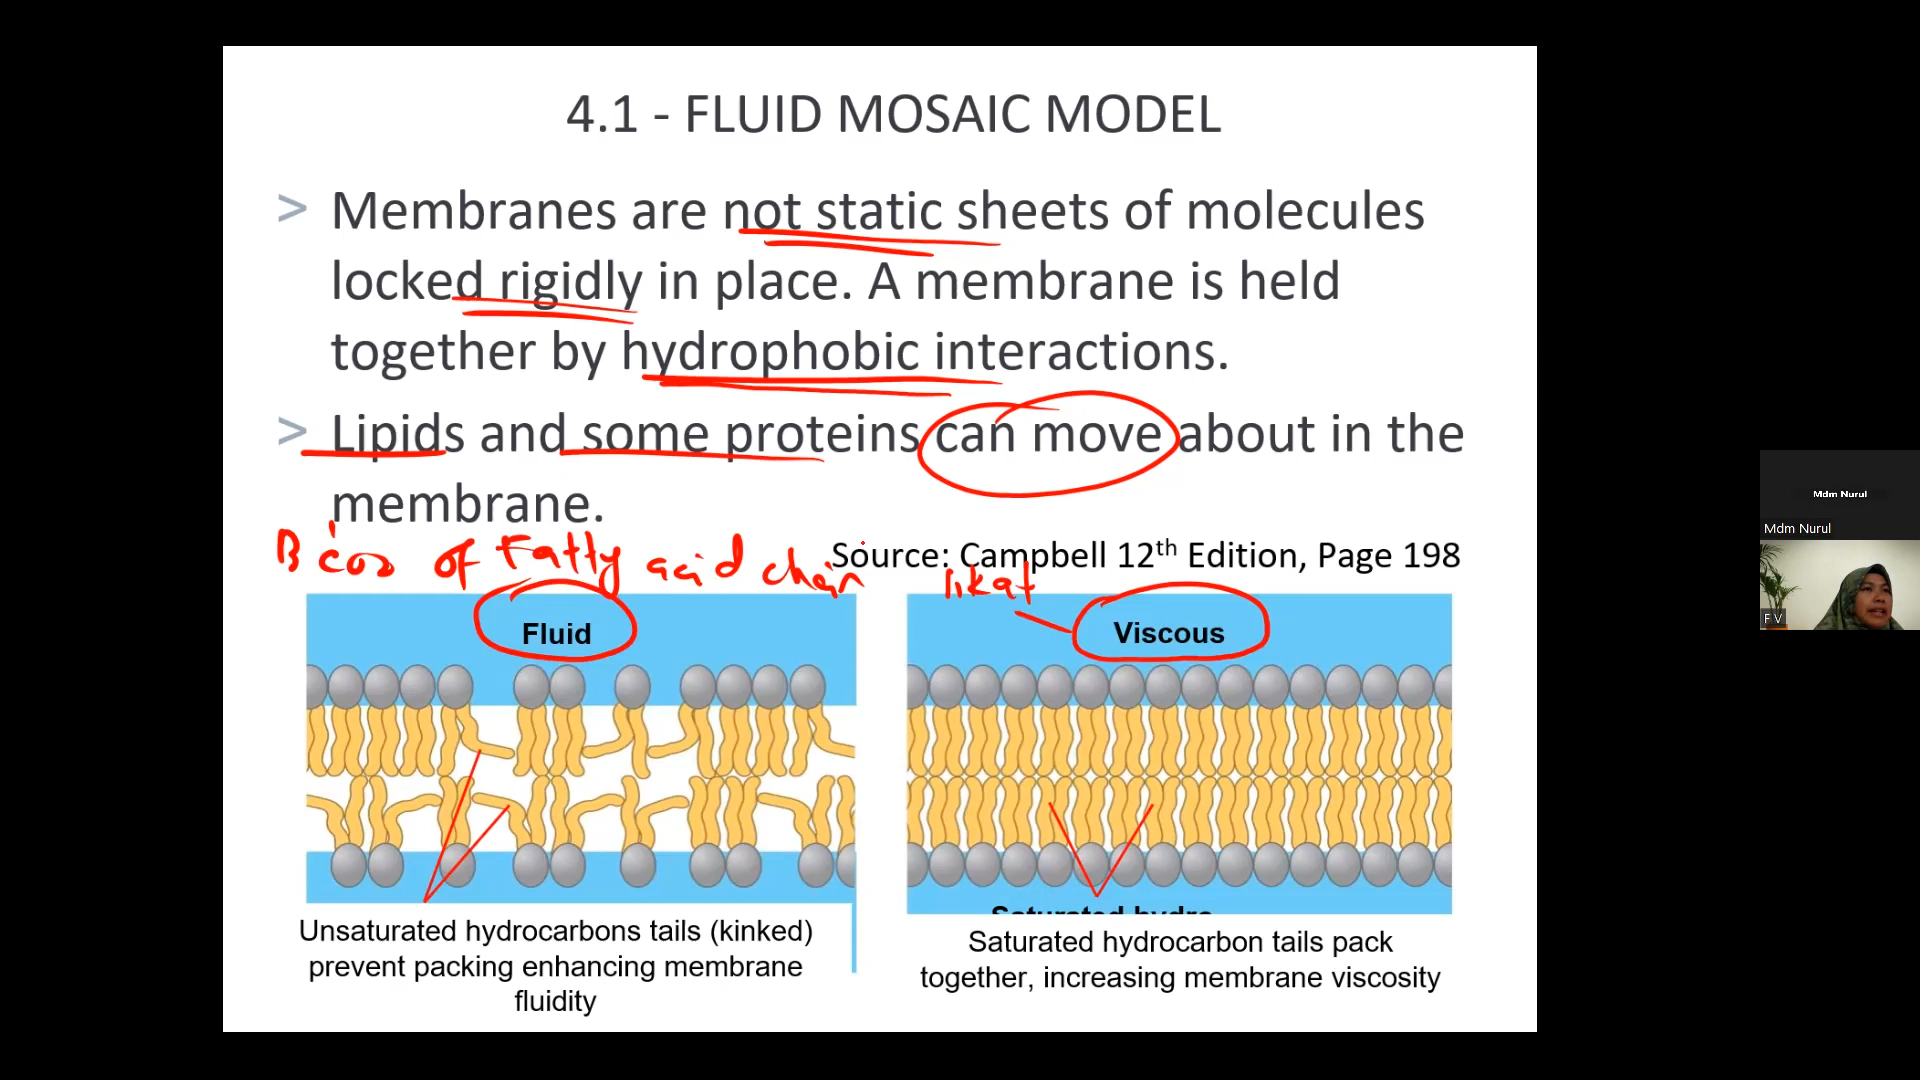 4.1 - FLUID MOSAIC MODEL
> Membranes are not static sheets of molecules
locked rigidly in place. A membrane is held
together by hydrophobic interactions.
> Lipids and some proteins can move about in the
membrane.
B'coz of Fatty acid chain
Source: Campbell 12th Edition, Page 198
likat
Fluid
Viscous
Unsaturated hydrocarbons tails (kinked)
prevent packing enhancing membrane
fluidity
Saturated hydro
Saturated hydrocarbon tails pack
together, increasing membrane viscosity
Mdm Nurul
Mdm Nurul
F V